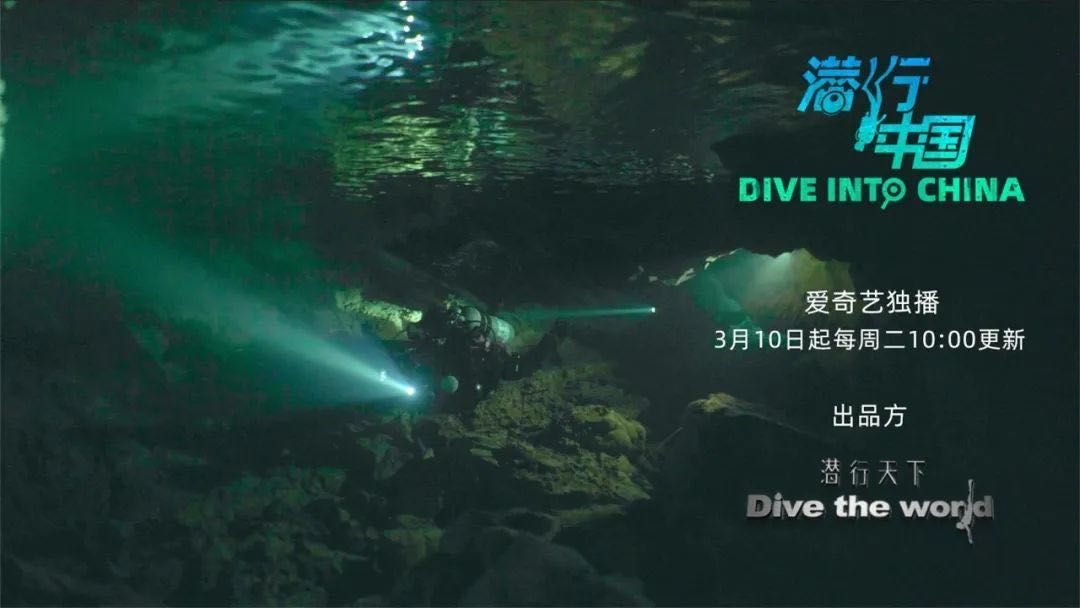 潜行
中国
DIVE INTO CHINA
爱奇艺独播
3月10日起每周二10:00更新
出品方
潜行天下
Dive the world